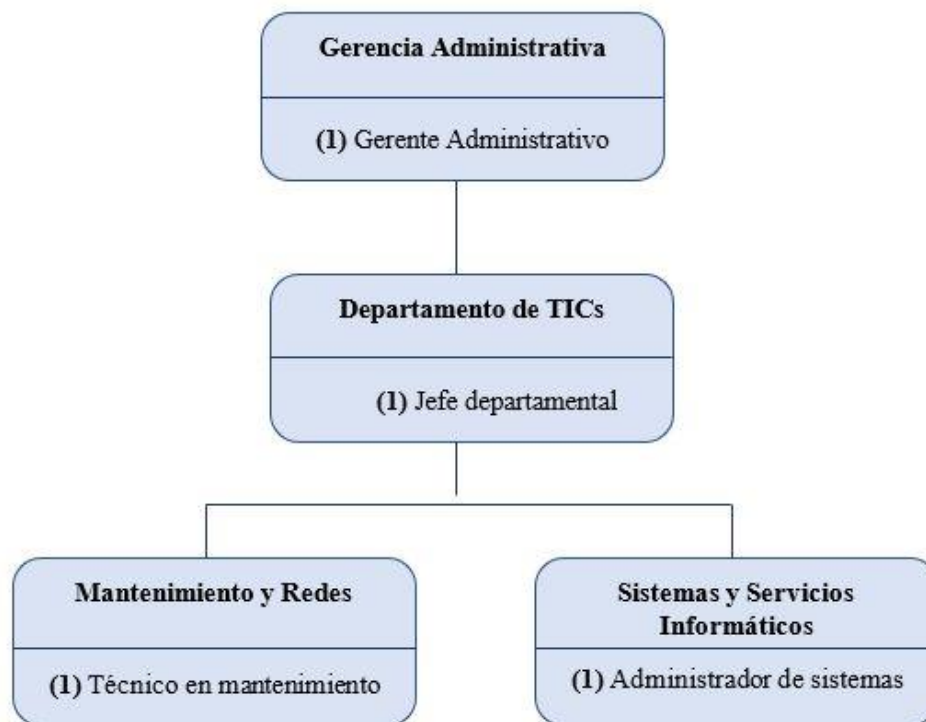 Gerencia Administrativa
(1) Gerente Administrativo
Departamento de TICs
(1) Jefe departamental
Mantenimiento y Redes
(1) Técnico en mantenimiento
Sistemas y Servicios
Informáticos
(1) Administrador de sistemas